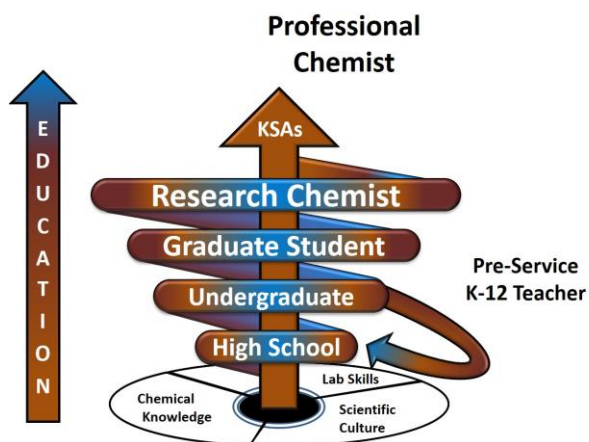 Professional
Chemist
EDUCATION
KSAs
Research Chemist
Graduate Student
Undergraduate
High School
Pre-Service
K-12 Teacher
Lab Skills
Chemical
Knowledge
Scientific
Culture